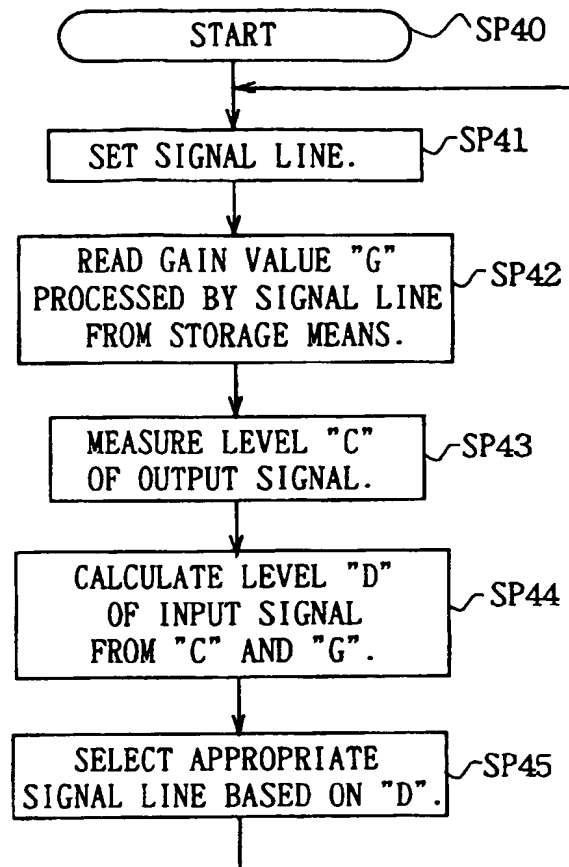 START
SP40
SET SIGNAL LINE.
SP41
READ GAIN VALUE "G"
PROCESSED BY SIGNAL LINE
FROM STORAGE MEANS.
SP42
MEASURE LEVEL "C"
OF OUTPUT SIGNAL.
SP43
CALCULATE LEVEL "D"
OF INPUT SIGNAL
FROM "C" AND "G".
SP44
SELECT APPROPRIATE
SIGNAL LINE BASED ON "D".
SP45